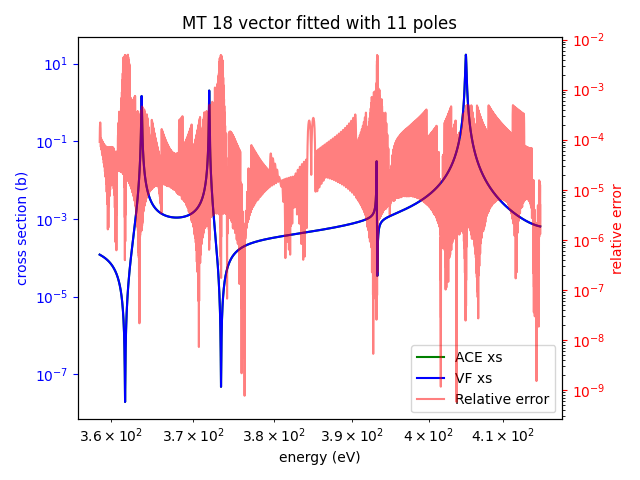 MT 18 vector fitted with 11 poles
10¹
10⁻¹
10⁻³
10⁻⁵
10⁻⁷
cross section (b)
10⁻²
10⁻³
10⁻⁴
10⁻⁵
10⁻⁶
10⁻⁷
10⁻⁸
10⁻⁹
relative error
ACE xs
VF xs
Relative error
3.6 × 10² 3.7 × 10² 3.8 × 10² 3.9 × 10² 4 × 10² 4.1 × 10²
energy (eV)